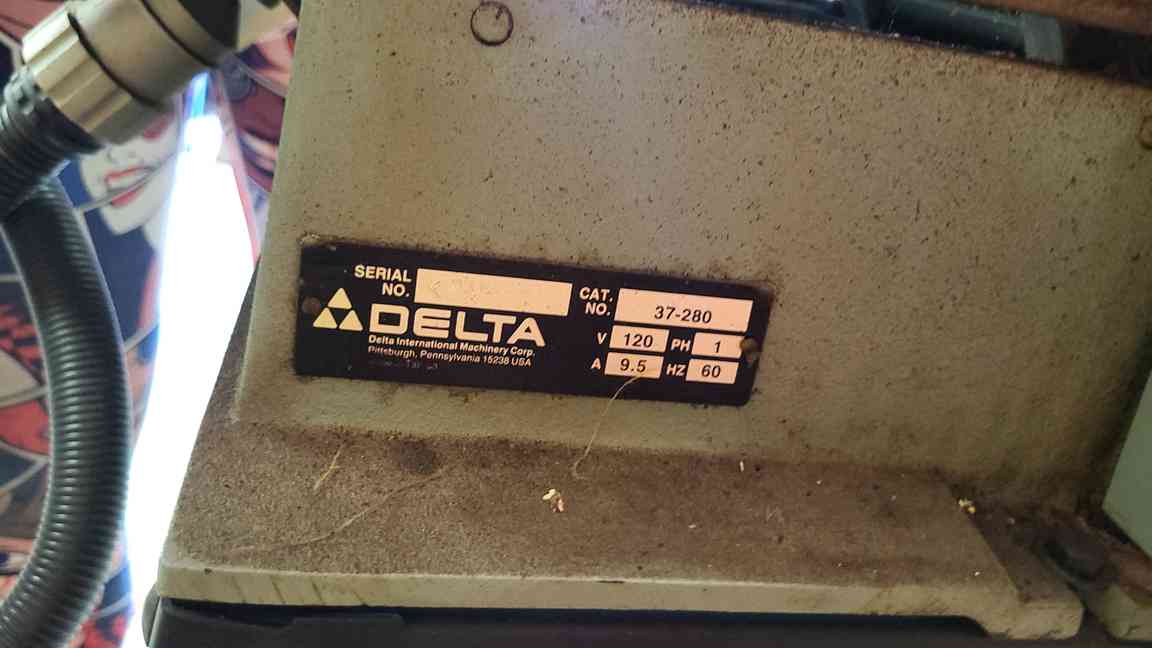 SERIAL NO.
CAT. NO. 37-280
DELTA
V 120 PH 1
A 9.5 HZ 60
Delta International Machinery Corp.
Pittsburgh, Pennsylvania 15238 USA